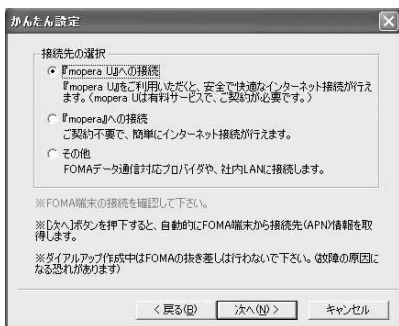 かんたん設定
接続先の選択
『mopera U』への接続
『mopera U』をご利用いただくと、安全で快適なインターネット接続が行え
ます。(mopera Uは有料サービスで、ご契約が必要です。)
『mopera』への接続
ご契約不要で、簡単にインターネット接続が行えます。
その他
FOMAデータ通信対応プロバイダや、社内LANに接続します。
※FOMA端末の接続を確認して下さい。
※[次へ]ボタンを押下すると、自動的にFOMA端末から接続先(APN)情報を取
得します。
※ダイアルアップ作成中はFOMAの抜き差しは行わないで下さい。(故障の原因に
なる恐れがあります)
< 戻る(B)
次へ(N) >
キャンセル